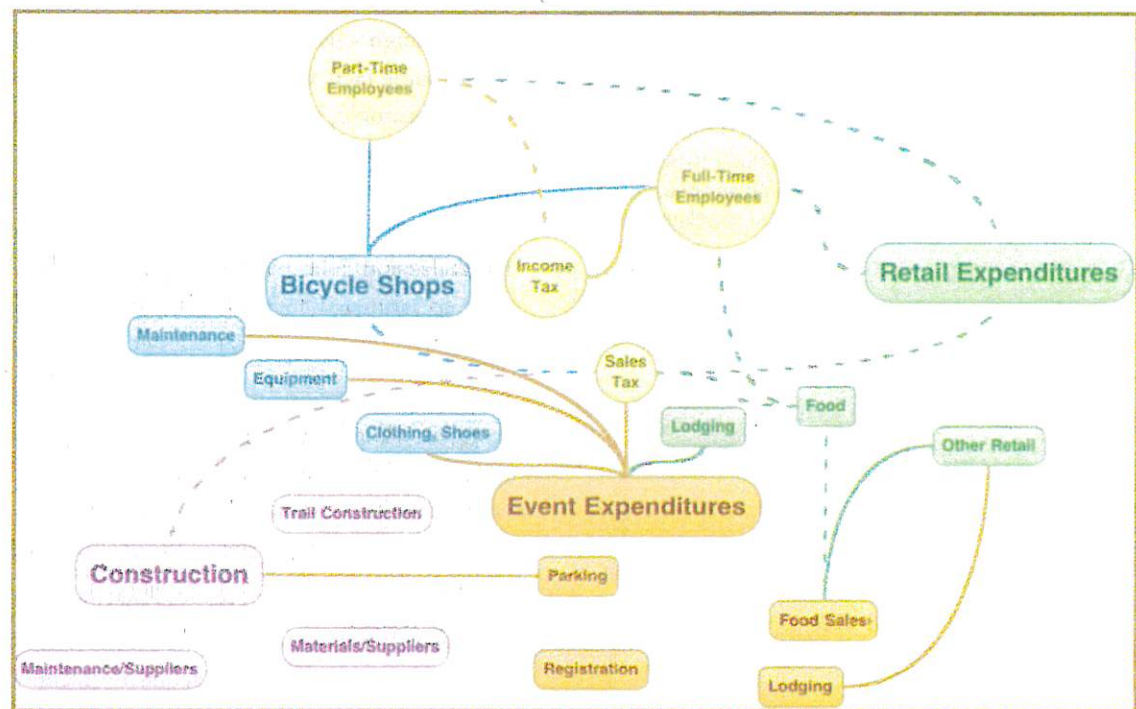 Part-Time
Employees
Full-Time
Employees
Income
Tax
Bicycle Shops
Retail Expenditures
Maintenance
Equipment
Sales
Tax
Clothing, Shoes
Lodging
Food
Other Retail
Trail Construction
Event Expenditures
Construction
Parking
Food Sales
Materials/Suppliers
Maintenance/Suppliers
Registration
Lodging